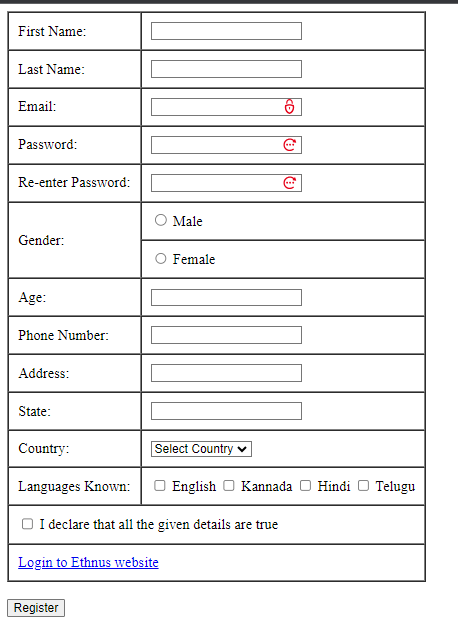 First Name:
Last Name:
Email:
Password:
Re-enter Password:
Gender:
Male
Female
Age:
Phone Number:
Address:
State:
Country: Select Country
Languages Known: English Kannada Hindi Telugu
I declare that all the given details are true
Login to Ethnus website
Register